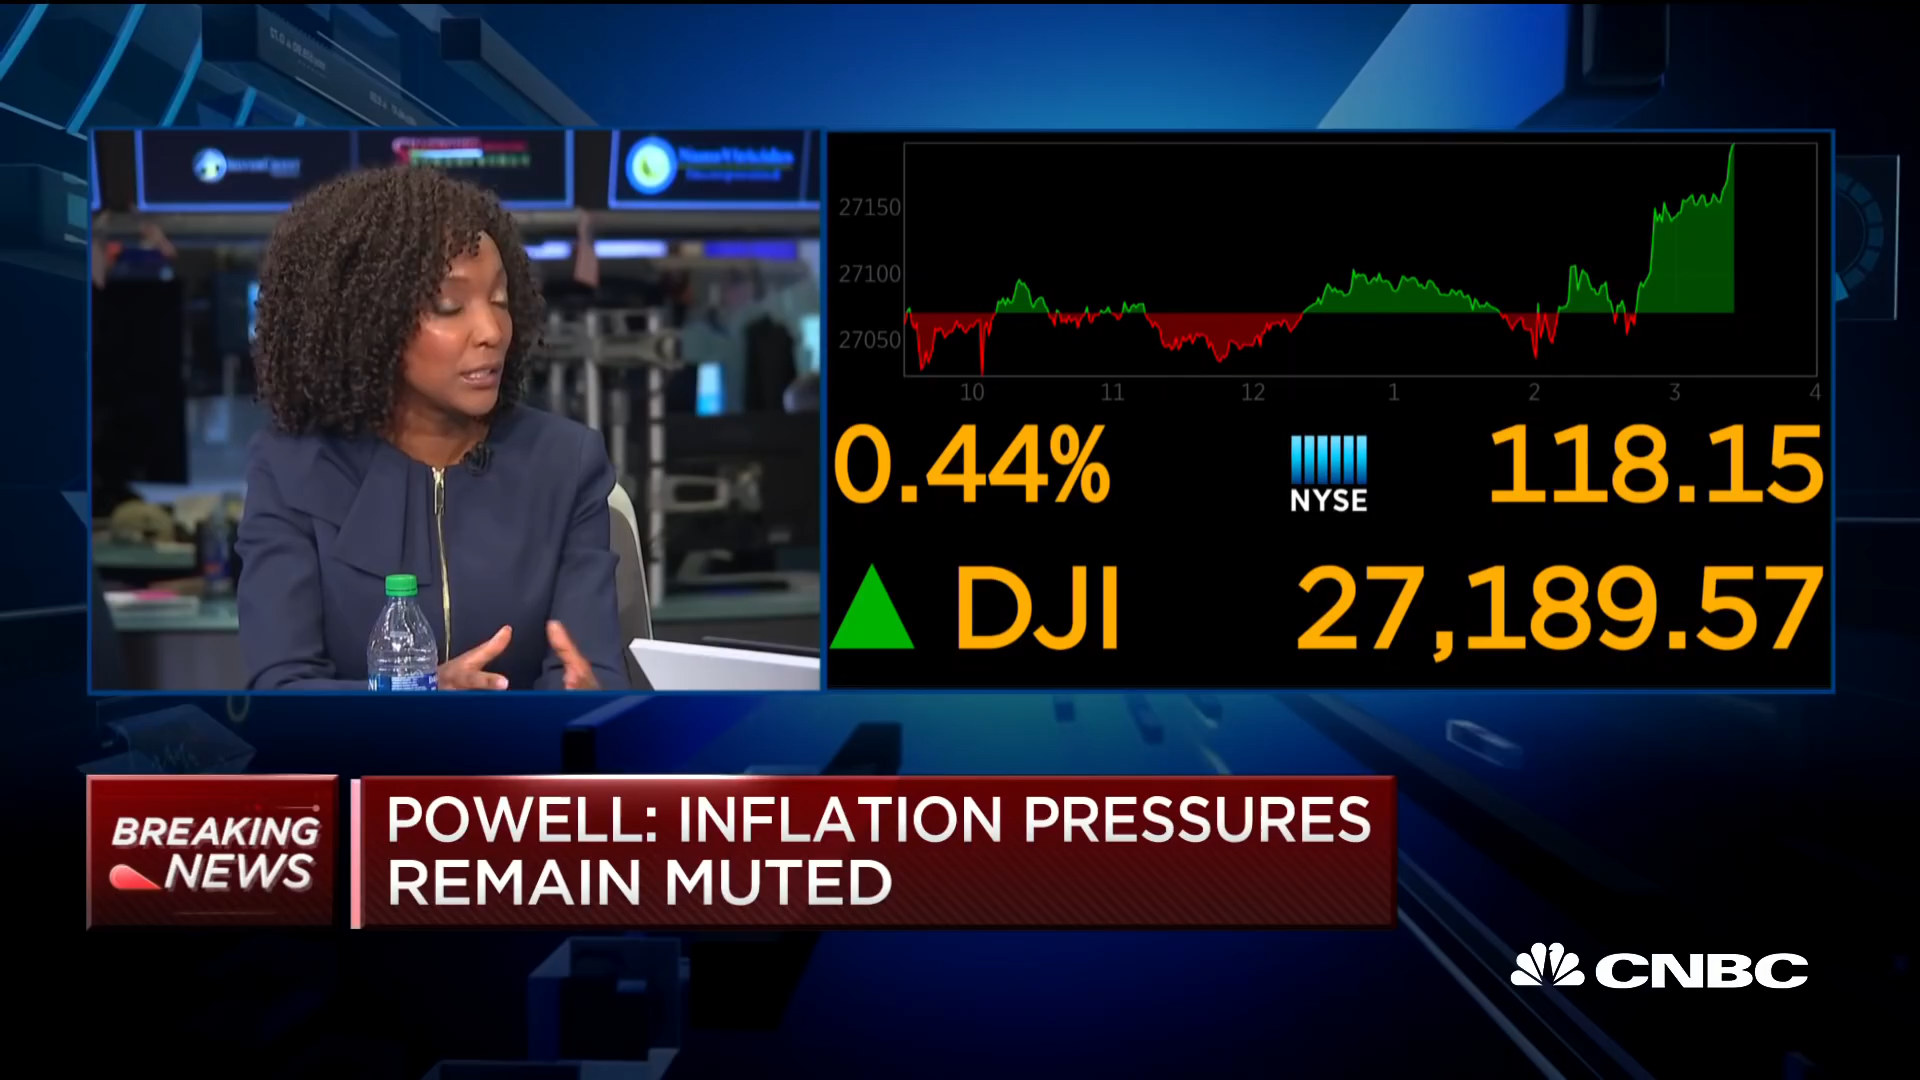 27150
27100
27050
10 11 12 1 2 3 4
0.44% NYSE 118.15
DJI 27,189.57
BREAKING
NEWS
POWELL: INFLATION PRESSURES
REMAIN MUTED
CNBC